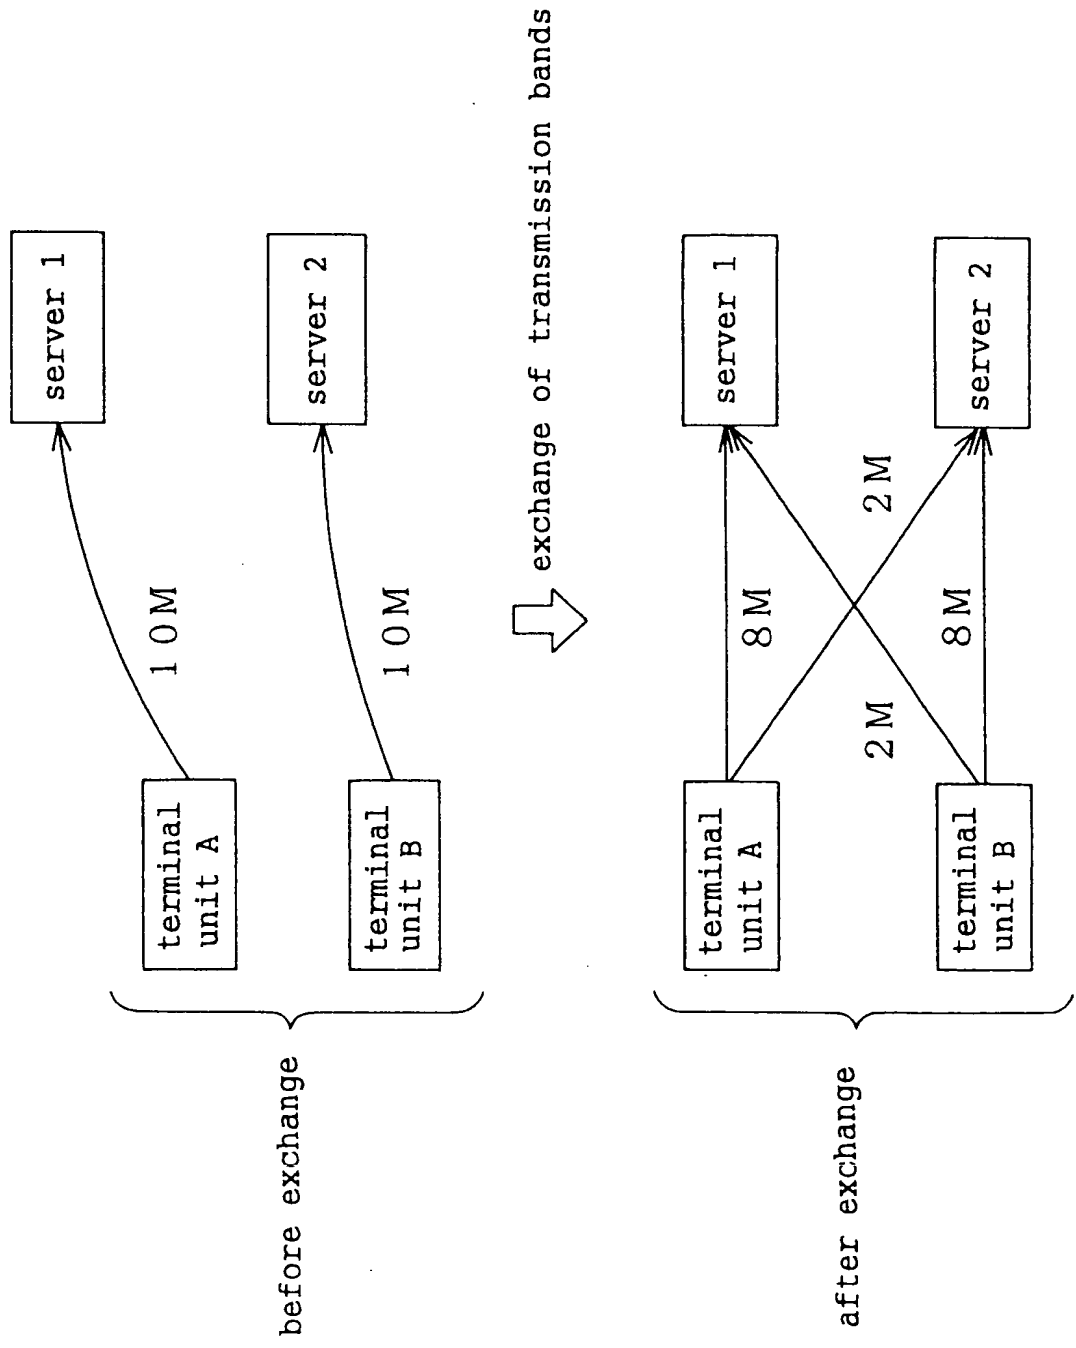 before exchange
terminal
unit A
10M
server 1
terminal
unit B
10M
server 2
exchange of transmission bands
after exchange
terminal
unit A
8M
2M
server 1
terminal
unit B
2M
8M
server 2